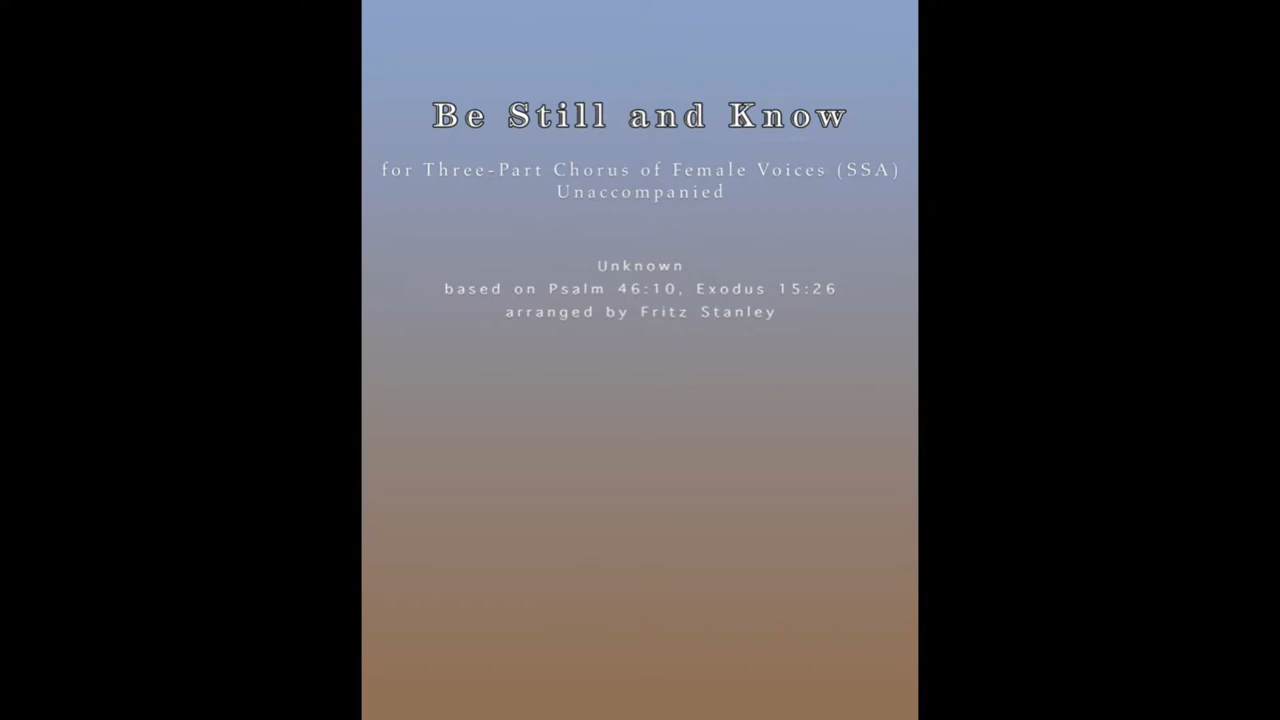 Be Still and Know
for Three-Part Chorus of Female Voices (SSA)
Unaccompanied
Unknown
based on Psalm 46:10, Exodus 15:26
arranged by Fritz Stanley